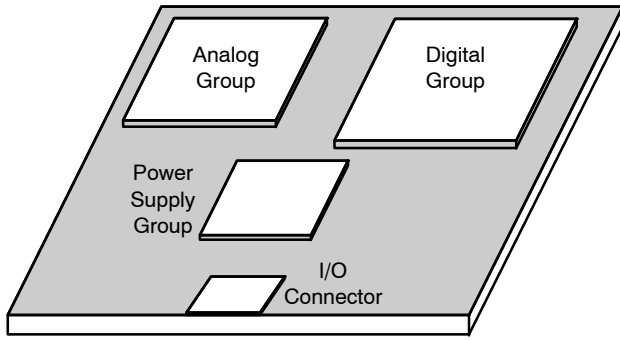 Analog
Group
Digital
Group
Power
Supply
Group
I/O
Connector